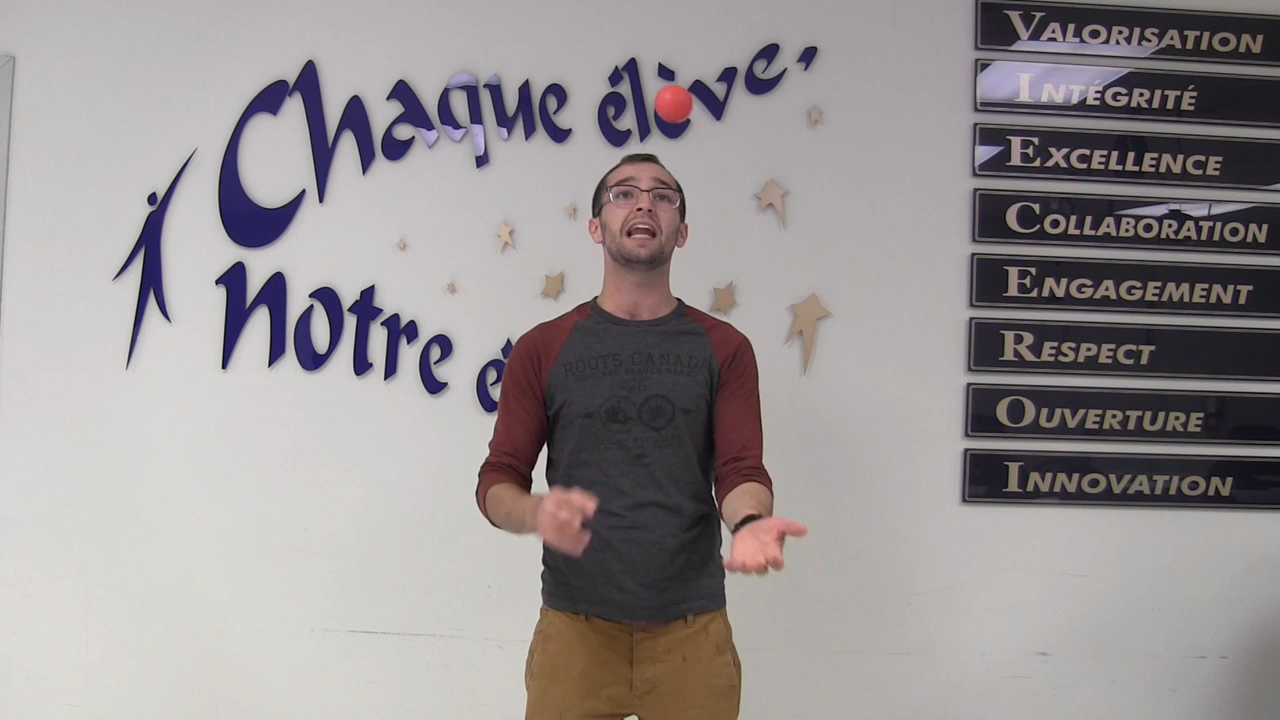 Chaque élève,
notre
VALORISATION
INTÉGRITÉ
EXCELLENCE
COLLABORATION
ENGAGEMENT
RESPECT
OUVERTURE
INNOVATION
ROOTS CANADA